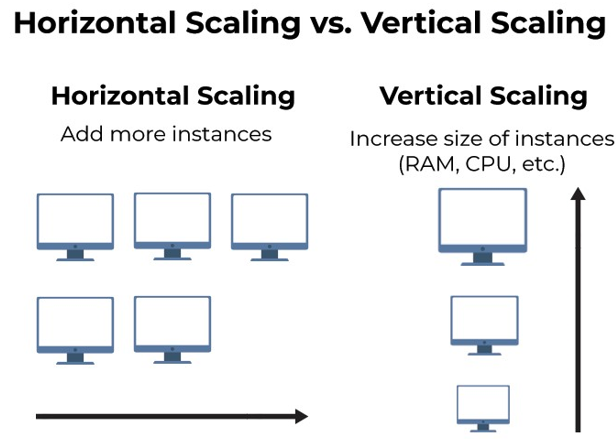 Horizontal Scaling vs. Vertical Scaling
Horizontal Scaling
Add more instances
Vertical Scaling
Increase size of instances
(RAM, CPU, etc.)